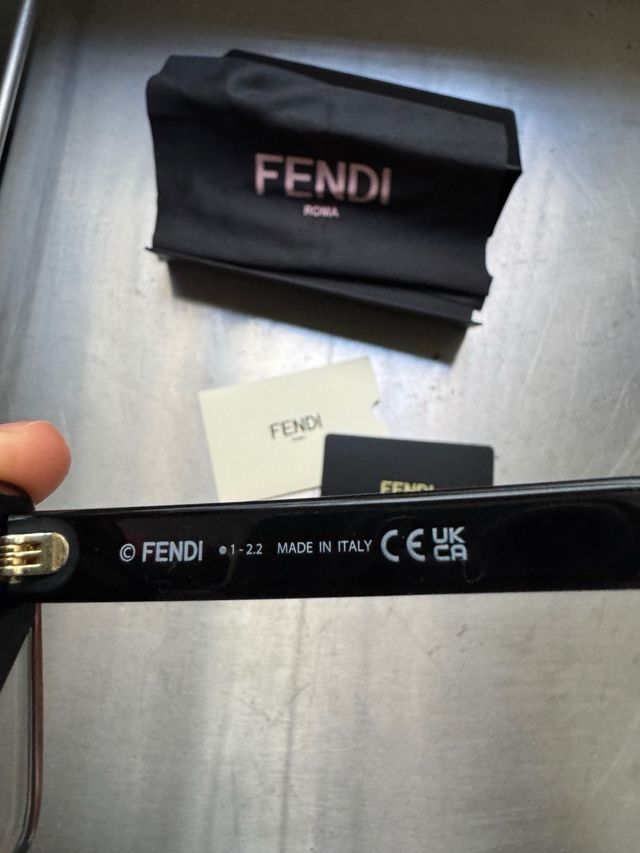 FENDI
ROMA
FENDI
FENDI
© FENDI ●1-2.2 MADE IN ITALY CE UK
CA